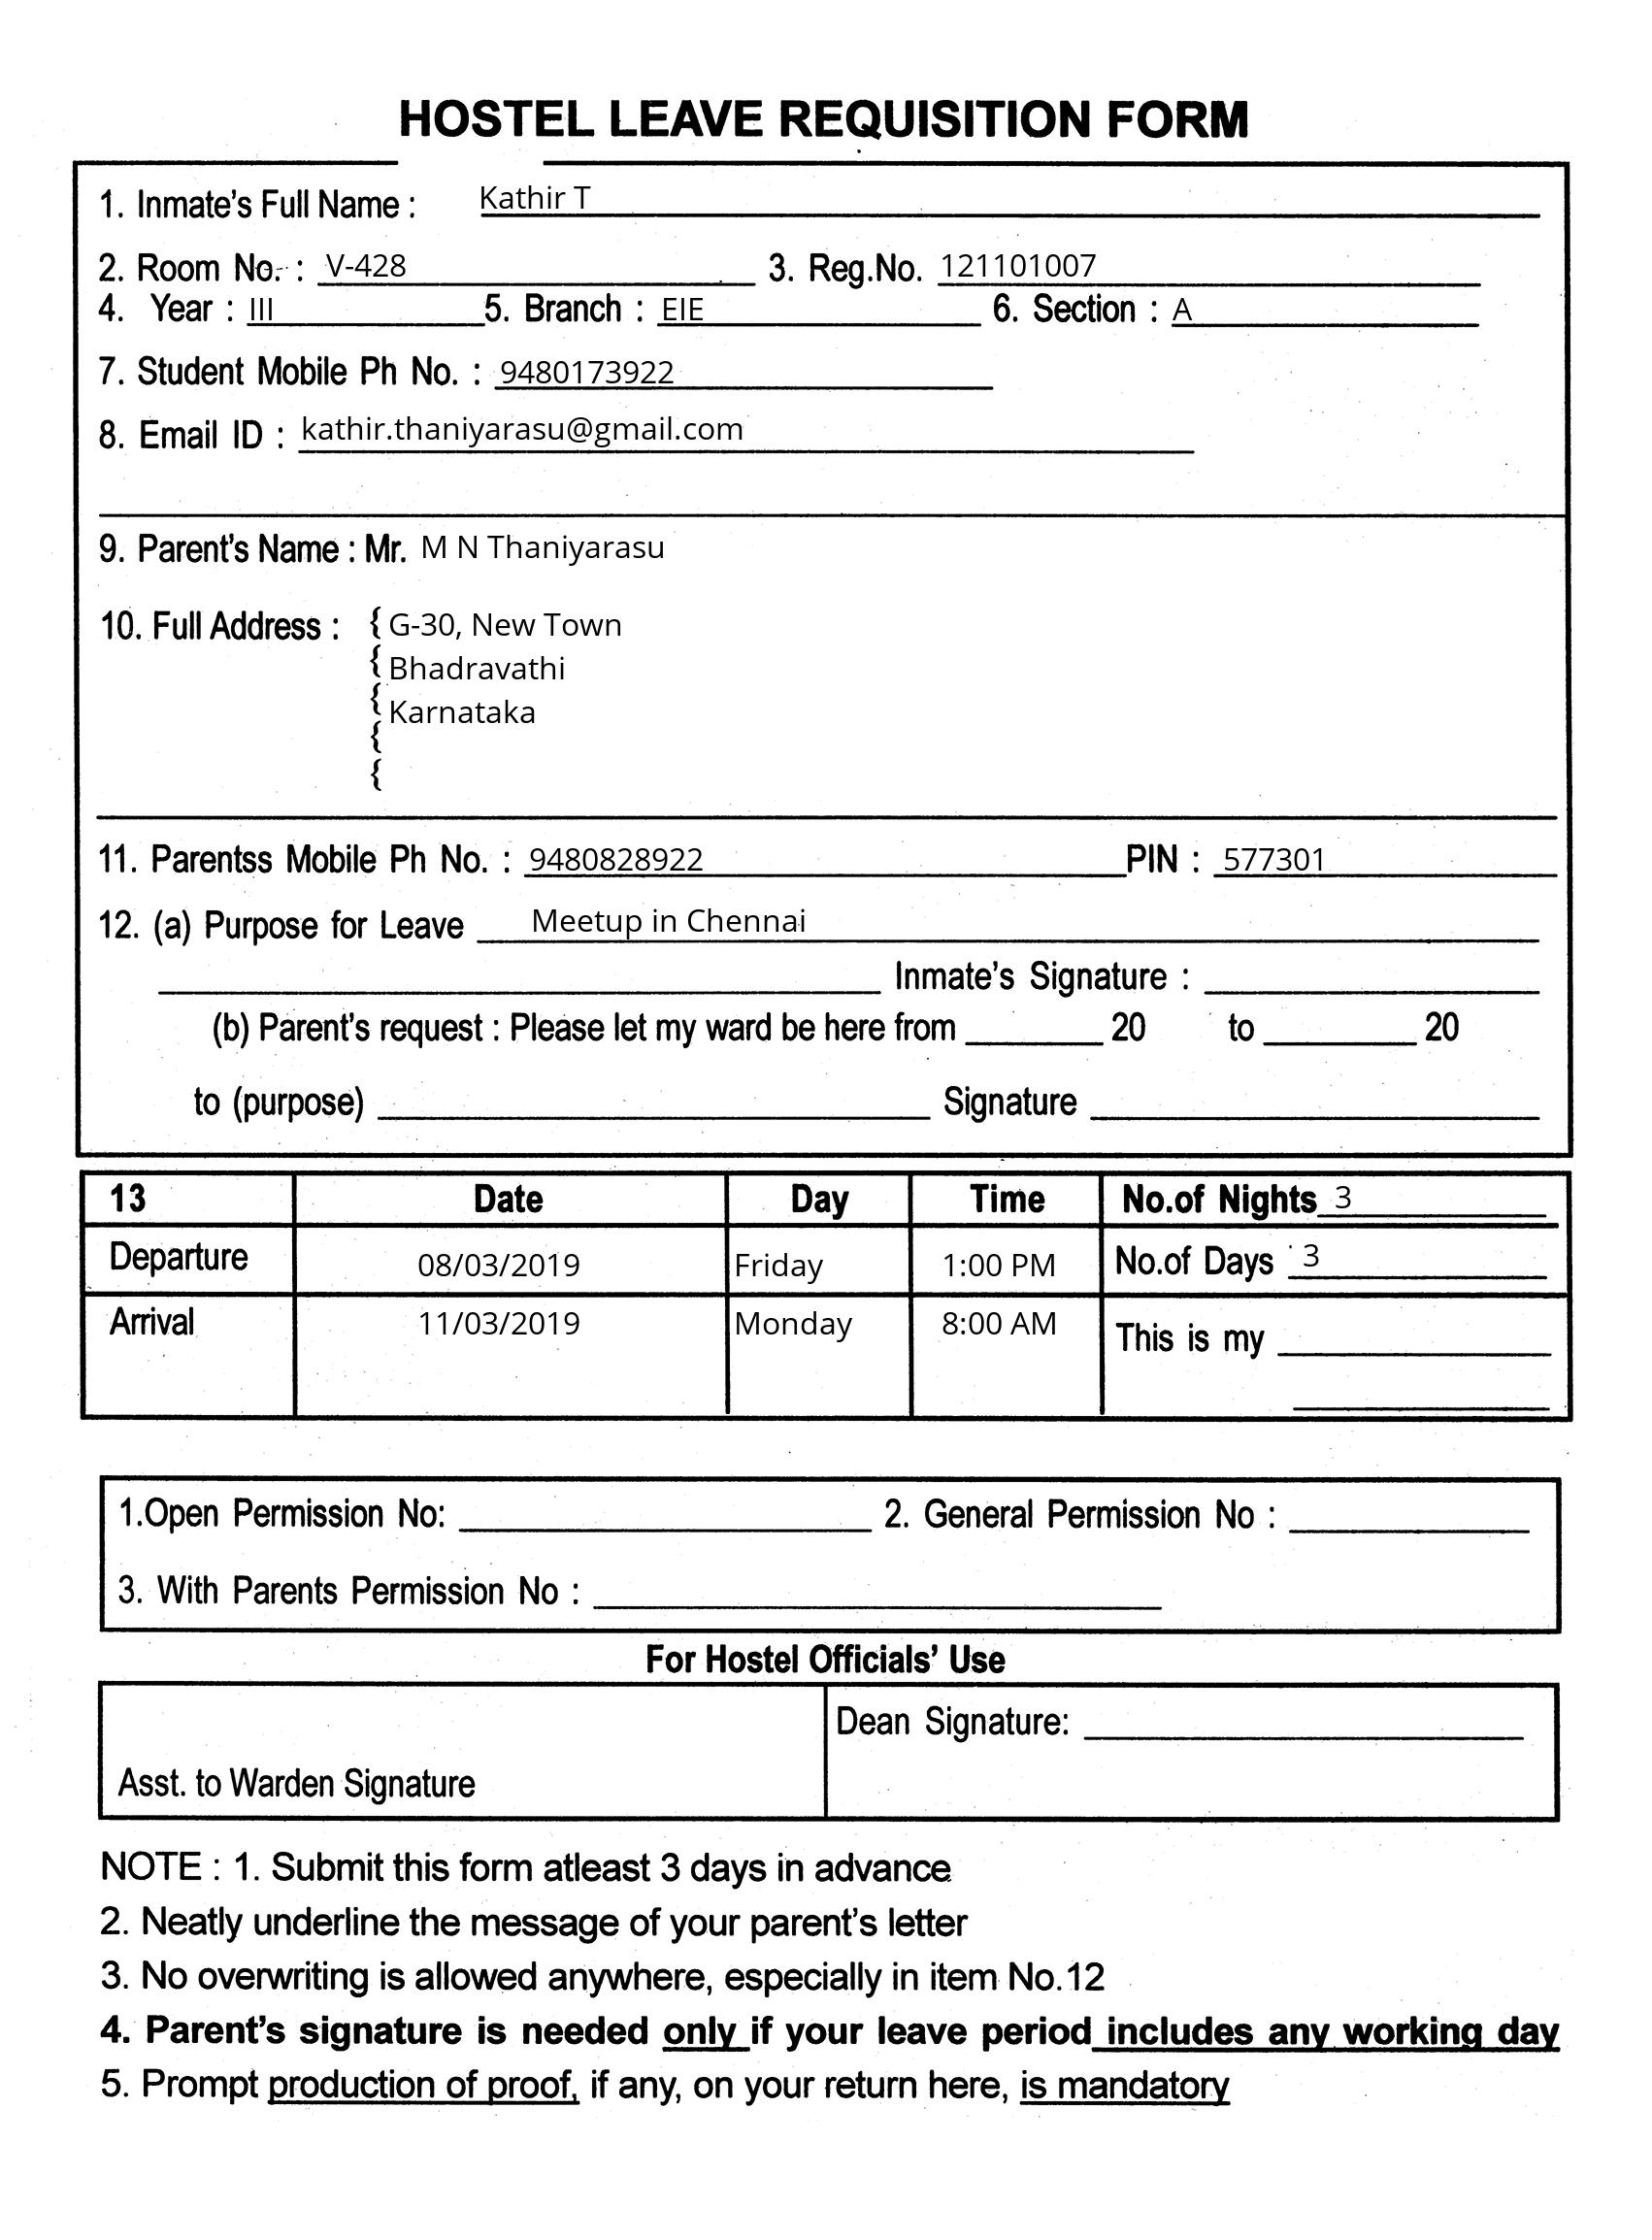 HOSTEL LEAVE REQUISITION FORM
1. Inmate's Full Name : Kathir T
2. Room No. : V-428 3. Reg.No. 121101007
4. Year : III 5. Branch : EIE 6. Section : A
7. Student Mobile Ph No. : 9480173922
8. Email ID : kathir.thaniyarasu@gmail.com
9. Parent's Name : Mr. M N Thaniyarasu
10. Full Address : { G-30, New Town
{ Bhadravathi
{ Karnataka
{
{
11. Parentss Mobile Ph No. : 9480828922 PIN : 577301
12. (a) Purpose for Leave Meetup in Chennai
Inmate's Signature :
(b) Parent's request : Please let my ward be here from 20 to 20
to (purpose) Signature
13 Date Day Time No.of Nights 3
Departure 08/03/2019 Friday 1:00 PM No.of Days 3
Arrival 11/03/2019 Monday 8:00 AM This is my
1.Open Permission No: 2. General Permission No :
3. With Parents Permission No :
For Hostel Officials' Use
Dean Signature:
Asst. to Warden Signature
NOTE : 1. Submit this form atleast 3 days in advance
2. Neatly underline the message of your parent's letter
3. No overwriting is allowed anywhere, especially in item No.12
4. Parent's signature is needed only if your leave period includes any working day
5. Prompt production of proof, if any, on your return here, is mandatory